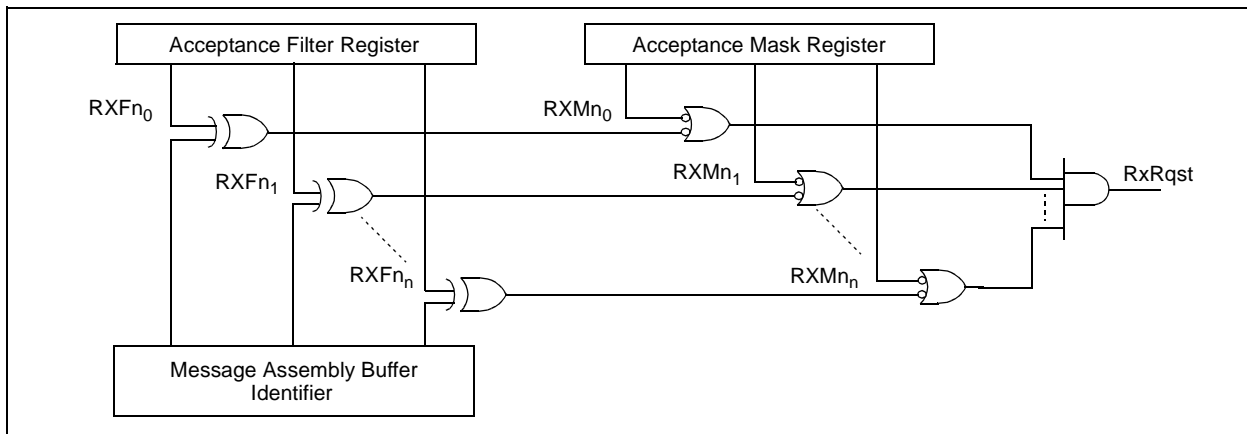 Acceptance Filter Register
Acceptance Mask Register
RXFn0
RXMn0
RXFn1
RXMn1
RxRqst
RXFnn
RXMnn
Message Assembly Buffer
Identifier